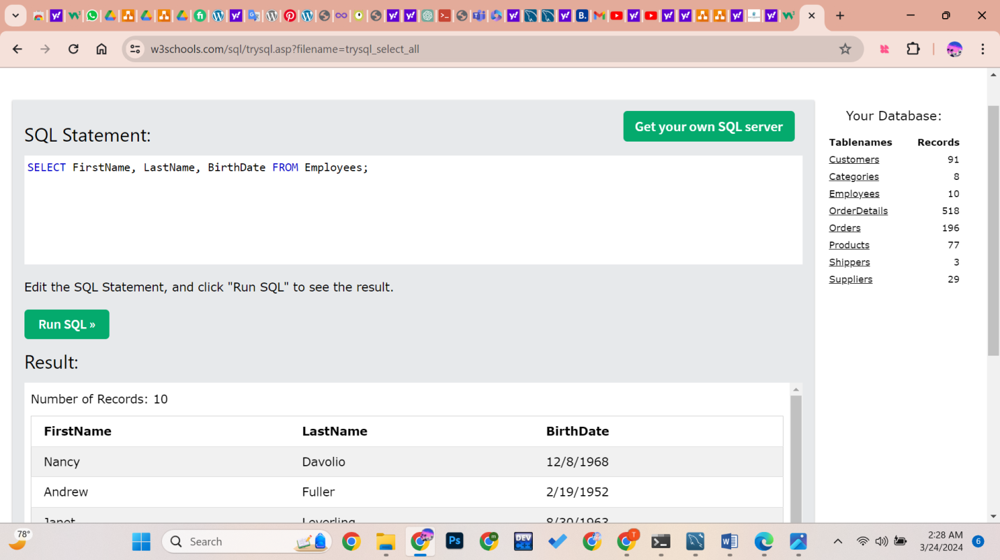 w3schools.com/sql/trysql.asp?filename=trysql_select_all
Get your own SQL server
SQL Statement:
SELECT FirstName, LastName, BirthDate FROM Employees;
Edit the SQL Statement, and click "Run SQL" to see the result.
Run SQL »
Result:
Number of Records: 10
FirstName LastName BirthDate
Nancy Davolio 12/8/1968
Andrew Fuller 2/19/1952
Janet Leverling 8/30/1963
Your Database:
Tablenames Records
Customers 91
Categories 8
Employees 10
OrderDetails 518
Orders 196
Products 77
Shippers 3
Suppliers 29
78°
Search
Ps
DEV
2:28 AM
3/24/2024
6